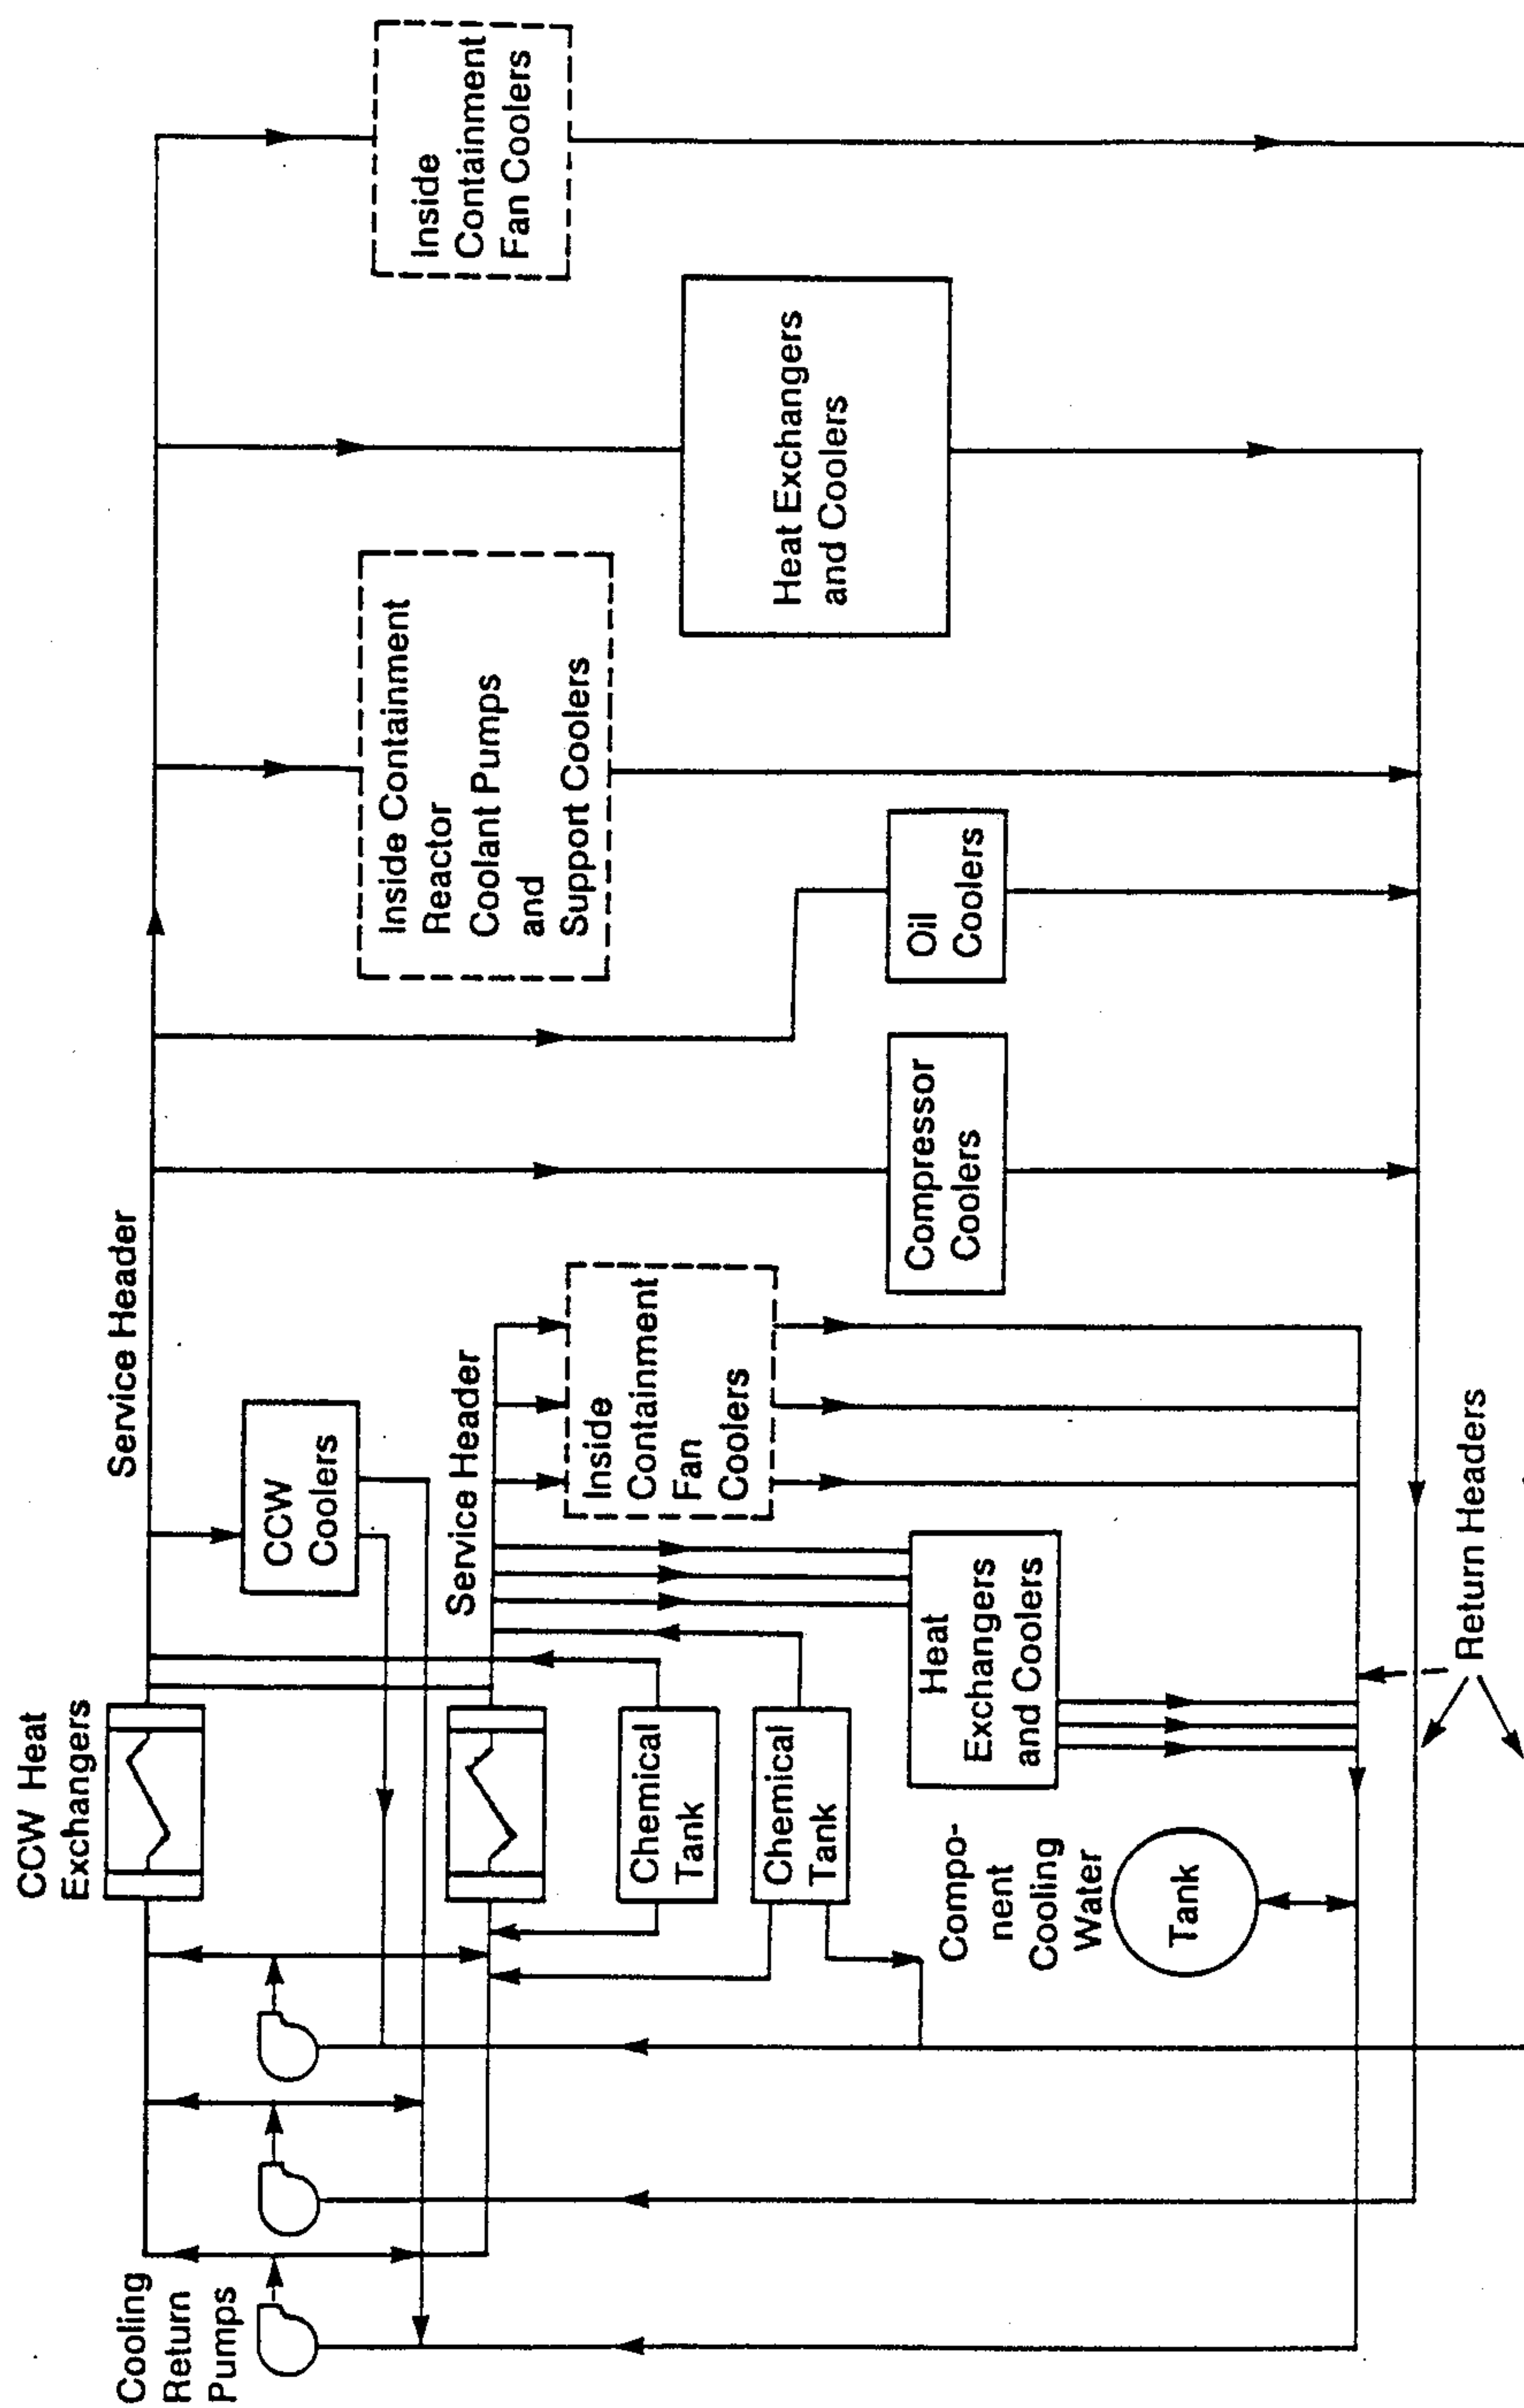 CCW Heat
Exchangers
Cooling
Return
Pumps
Service Header
CCW
Coolers
Service Header
Inside
Containment
Fan
Coolers
Chemical
Tank
Chemical
Tank
Heat
Exchangers
and Coolers
Compo-
nent
Cooling
Water
Tank
Compressor
Coolers
Oil
Coolers
Inside Containment
Reactor
Coolant Pumps
and
Support Coolers
Heat Exchangers
and Coolers
Inside
Containment
Fan Coolers
Return Headers